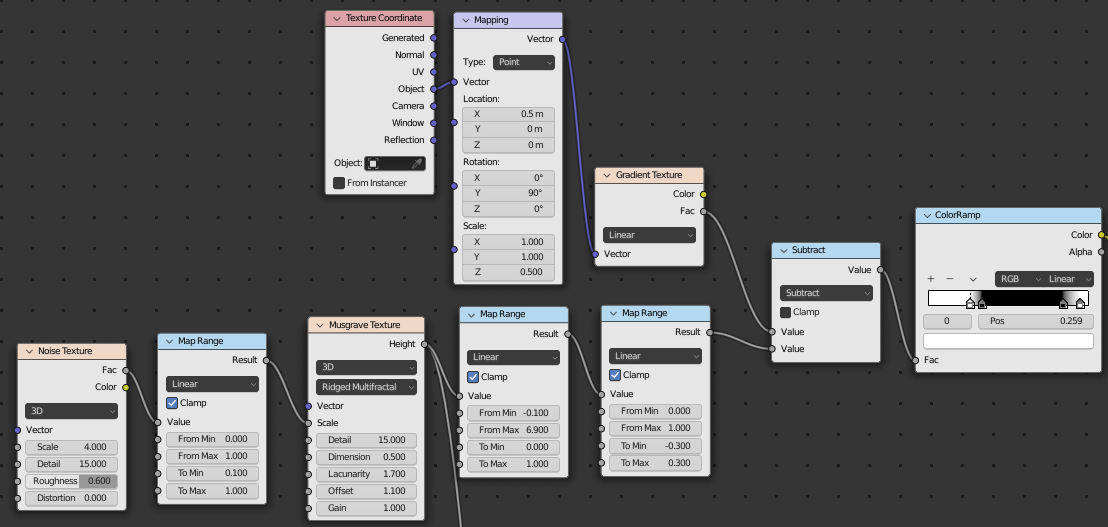 Texture Coordinate
Generated
Normal
UV
Object
Camera
Window
Reflection
Object:
From Instancer
Mapping
Vector
Type: Point
Vector
Location:
X 0.5 m
Y 0 m
Z 0 m
Rotation:
X 0°
Y 90°
Z 0°
Scale:
X 1.000
Y 1.000
Z 0.500
Gradient Texture
Color
Fac
Linear
Vector
Subtract
Value
Subtract
Clamp
Value
Value
ColorRamp
Color
Alpha
+ − RGB Linear
0 Pos 0.259
Fac
Noise Texture
Fac
Color
3D
Vector
Scale 4.000
Detail 15.000
Roughness 0.600
Distortion 0.000
Map Range
Result
Linear
Clamp
Value
From Min 0.000
From Max 1.000
To Min 0.100
To Max 1.000
Musgrave Texture
Height
3D
Ridged Multifractal
Vector
Scale
Detail 15.000
Dimension 0.500
Lacunarity 1.700
Offset 1.100
Gain 1.000
Map Range
Result
Linear
Clamp
Value
From Min -0.100
From Max 6.900
To Min 0.000
To Max 1.000
Map Range
Result
Linear
Clamp
Value
From Min 0.000
From Max 1.000
To Min -0.300
To Max 0.300